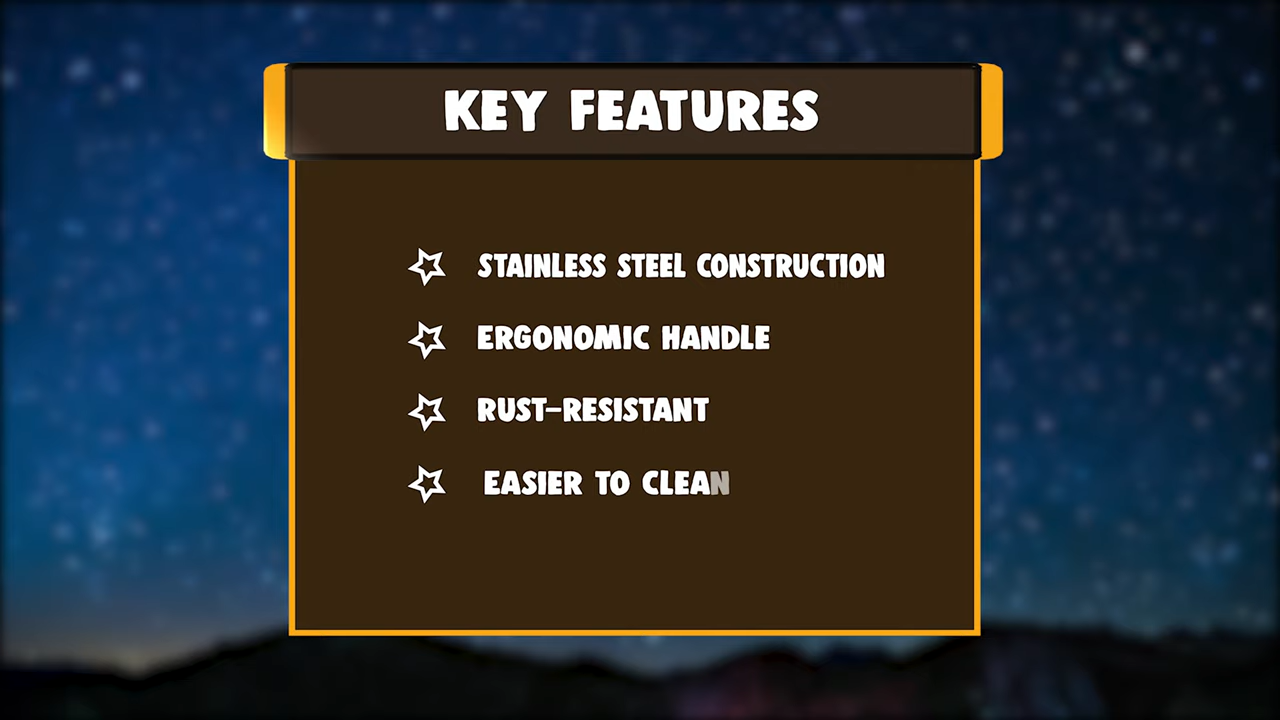 KEY FEATURES
STAINLESS STEEL CONSTRUCTION
ERGONOMIC HANDLE
RUST-RESISTANT
EASIER TO CLEAN